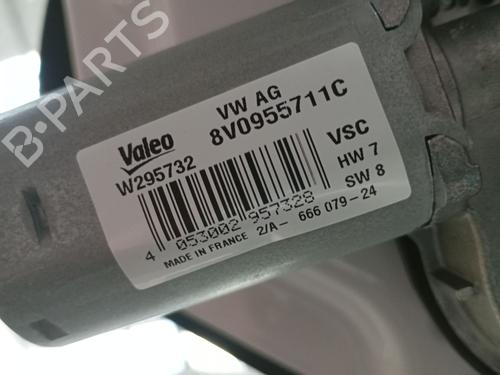 B-PARTS
VW AG
Valeo 8V0955711C
W295732 VSC
HW 7
SW 8
4 053002 957328
MADE IN FRANCE 2/A- 666 079-24